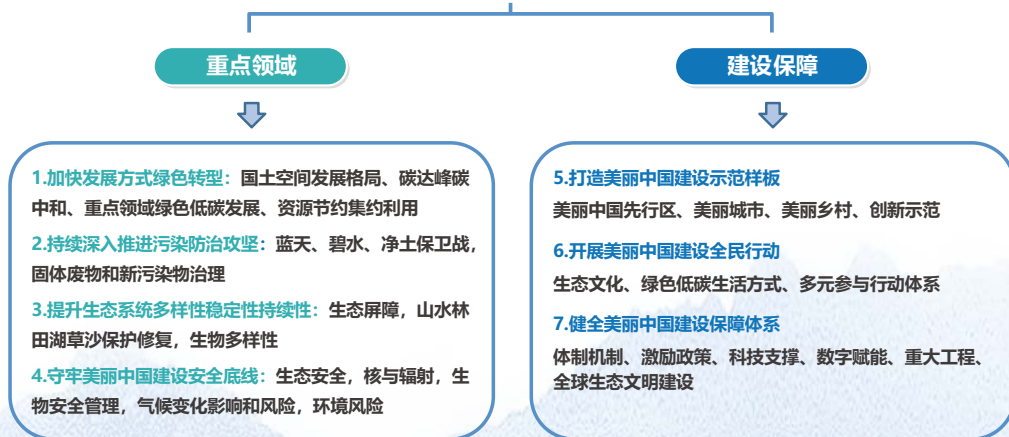 重点领域
1.加快发展方式绿色转型：国土空间发展格局、碳达峰碳
中和、重点领域绿色低碳发展、资源节约集约利用
2.持续深入推进污染防治攻坚：蓝天、碧水、净土保卫战，
固体废物和新污染物治理
3.提升生态系统多样性稳定性持续性：生态屏障，山水林
田湖草沙保护修复，生物多样性
4.守牢美丽中国建设安全底线：生态安全，核与辐射，生
物安全管理，气候变化影响和风险，环境风险
建设保障
5.打造美丽中国建设示范样板
美丽中国先行区、美丽城市、美丽乡村、创新示范
6.开展美丽中国建设全民行动
生态文化、绿色低碳生活方式、多元参与行动体系
7.健全美丽中国建设保障体系
体制机制、激励政策、科技支撑、数字赋能、重大工程、
全球生态文明建设